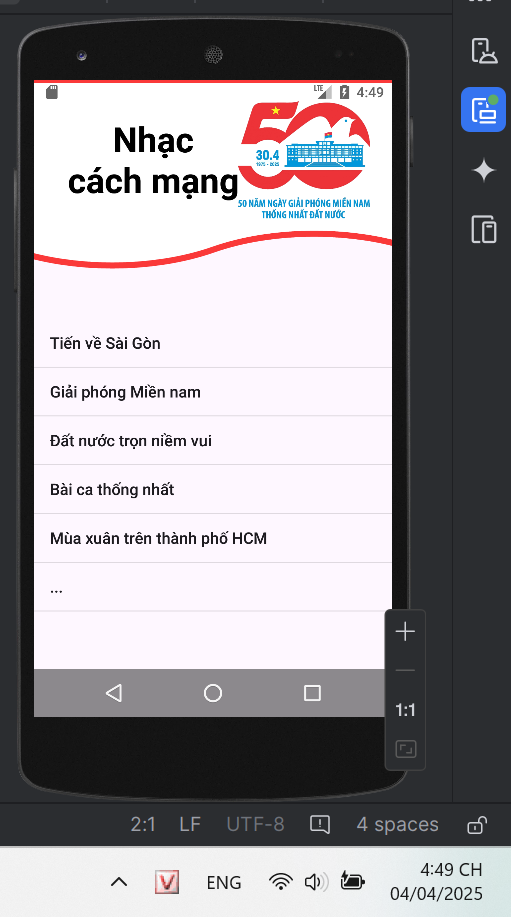 LTE 4:49
Nhạc
cách mạng
50
30.4
1975 - 2025
50 NĂM NGÀY GIẢI PHÓNG MIỀN NAM
THỐNG NHẤT ĐẤT NƯỚC
Tiến về Sài Gòn
Giải phóng Miền nam
Đất nước trọn niềm vui
Bài ca thống nhất
Mùa xuân trên thành phố HCM
...
1:1
2:1 LF UTF-8 4 spaces
V ENG 4:49 CH
04/04/2025